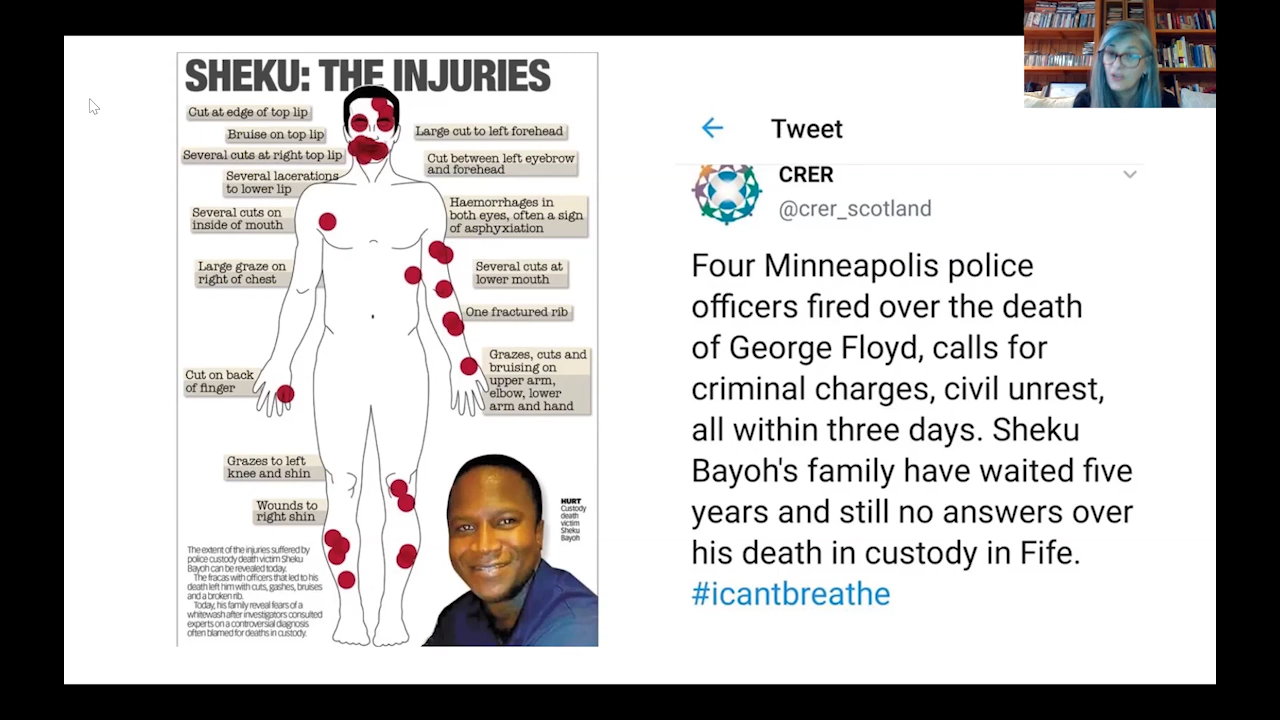 SHEKU: THE INJURIES
Cut at edge of top lip
Bruise on top lip
Several cuts at right top lip
Several lacerations
to lower lip
Several cuts on
inside of mouth
Large graze on
right of chest
Cut on back
of finger
Grazes to left
knee and shin
Wounds to
right shin
Large cut to left forehead
Cut between left eyebrow
and forehead
Haemorrhages in
both eyes, often a sign
of asphyxiation
Several cuts at
lower mouth
One fractured rib
Grazes, cuts and
bruising on
upper arm,
elbow, lower
arm and hand
The extent of the injuries suffered by
police custody death victim Sheku
Bayoh can be revealed today.
The fracas with officers that led to his
death left him with cuts, gashes, bruises
and a broken rib.
Today, his family reveal fears of a
whitewash after investigators consulted
experts on a controversial diagnosis
often blamed for deaths in custody.
HURT
Custody
death
victim
Sheku
Bayoh
Tweet
CRER
@crer_scotland
Four Minneapolis police
officers fired over the death
of George Floyd, calls for
criminal charges, civil unrest,
all within three days. Sheku
Bayoh's family have waited five
years and still no answers over
his death in custody in Fife.
#icantbreathe